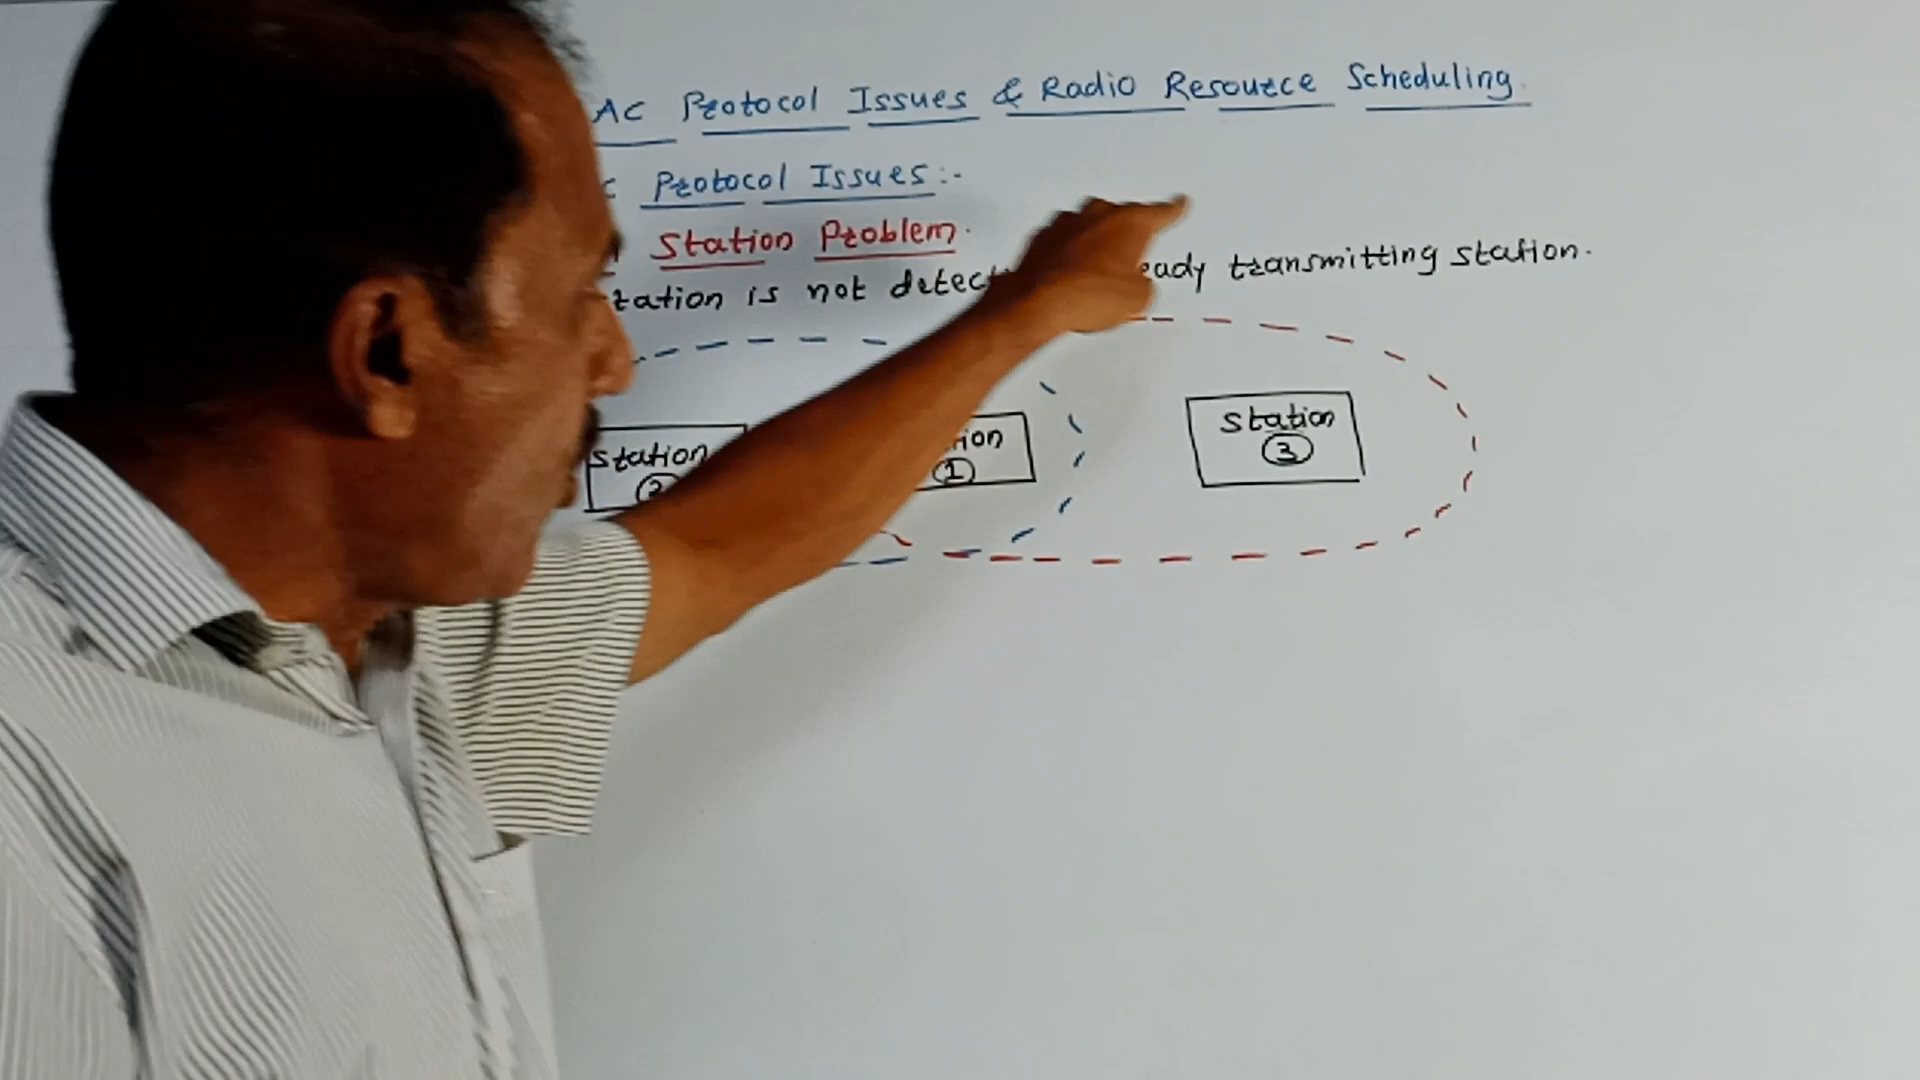 AC Protocol Issues & Radio Resource Scheduling.
Protocol Issues :-
Station Problem.
tation is not detect eady transmitting station.
Station
2
ion
1
Station
3